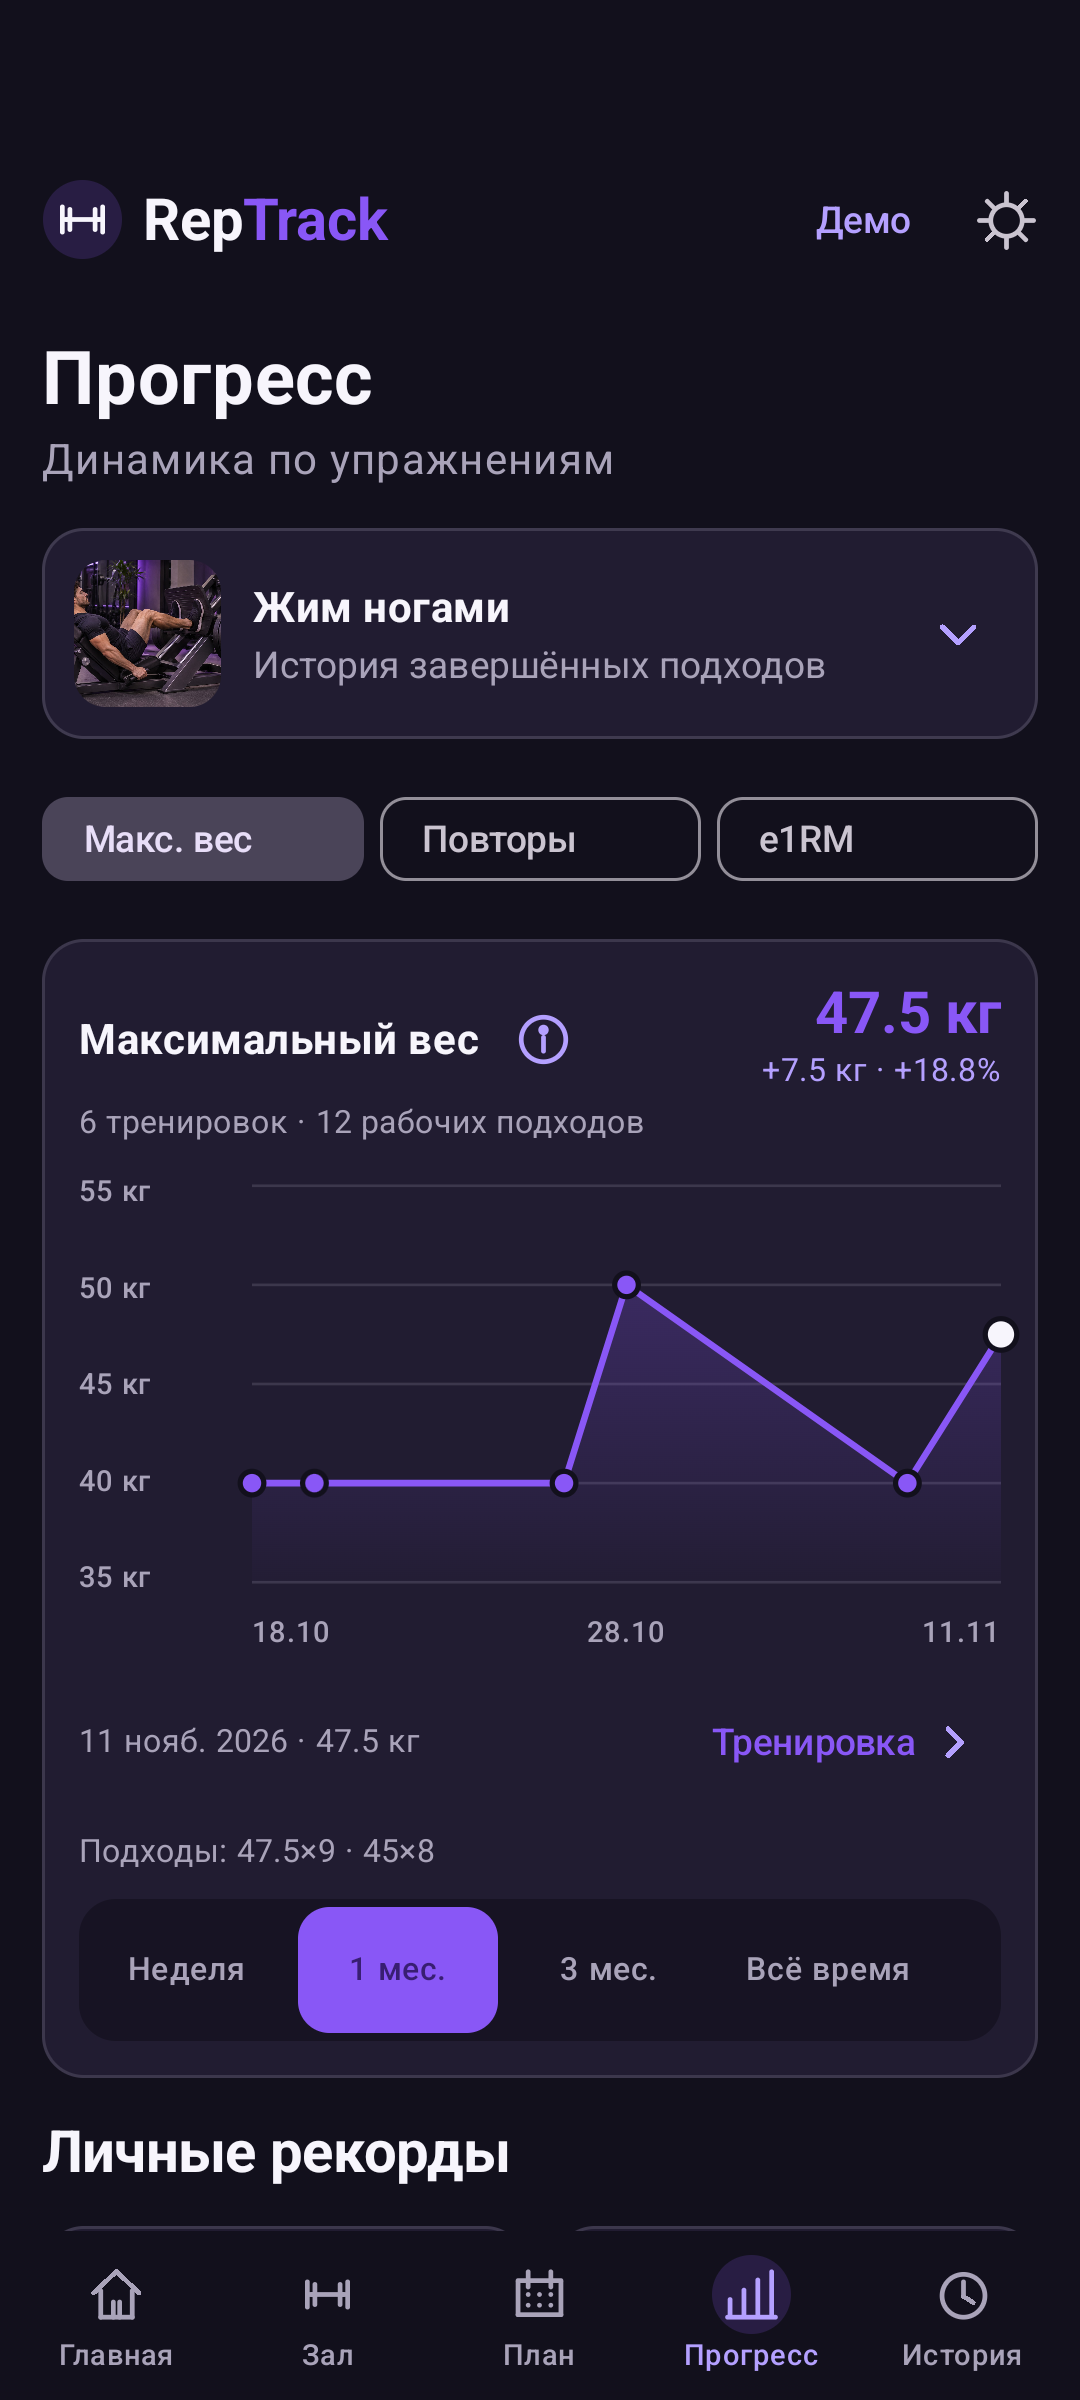 RepTrack
Демо
Прогресс
Динамика по упражнениям
Жим ногами
История завершённых подходов
Макс. вес
Повторы
e1RM
Максимальный вес
47.5 кг
+7.5 кг · +18.8%
6 тренировок · 12 рабочих подходов
55 кг
50 кг
45 кг
40 кг
35 кг
18.10
28.10
11.11
11 нояб. 2026 · 47.5 кг
Тренировка
Подходы: 47.5×9 · 45×8
Неделя
1 мес.
3 мес.
Всё время
Личные рекорды
Главная
Зал
План
Прогресс
История